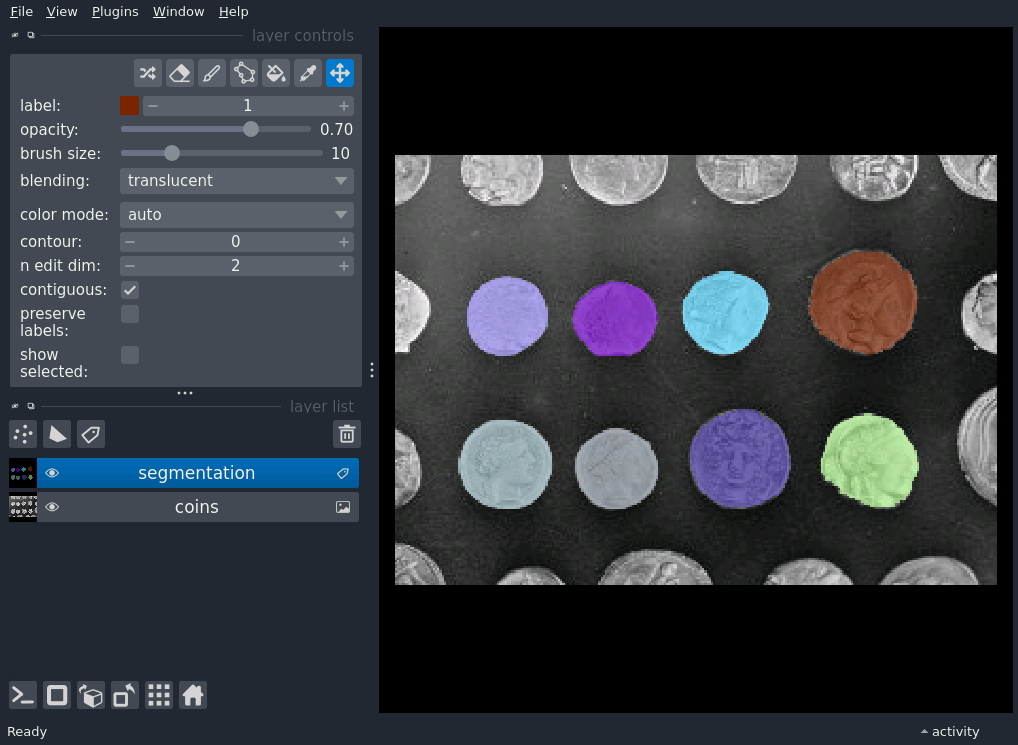 File View Plugins Window Help
layer controls
label: 1
opacity: 0.70
brush size: 10
blending: translucent
color mode: auto
contour: 0
n edit dim: 2
contiguous:
preserve
labels:
show
selected:
layer list
segmentation
coins
Ready
activity